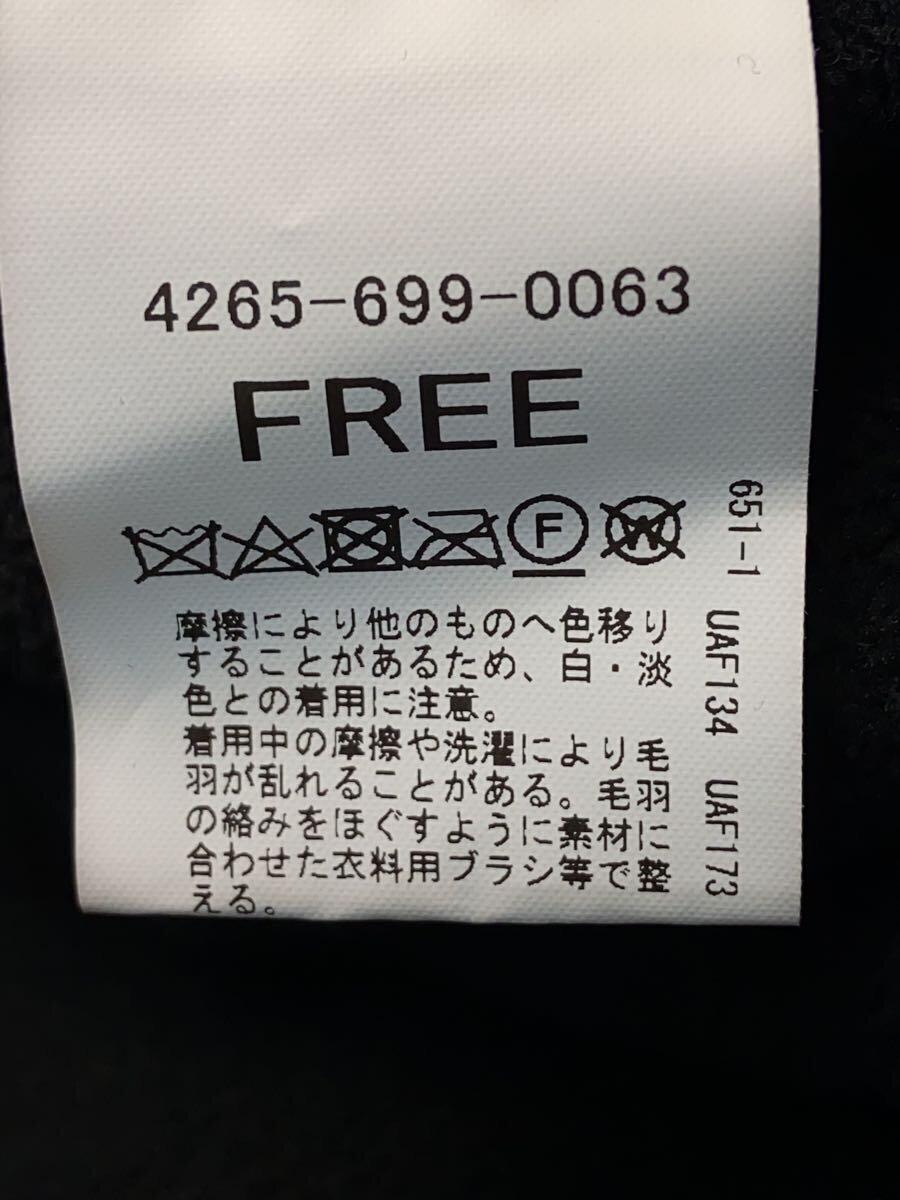 4265-699-0063
FREE
F
W
摩擦により他のものへ色移り
することがあるため、白・淡
色との着用に注意。
着用中の摩擦や洗濯により毛
羽が乱れることがある。毛羽
の絡みをほぐすように素材に
合わせた衣料用ブラシ等で整
える。
651-1 UAF134 UAF173